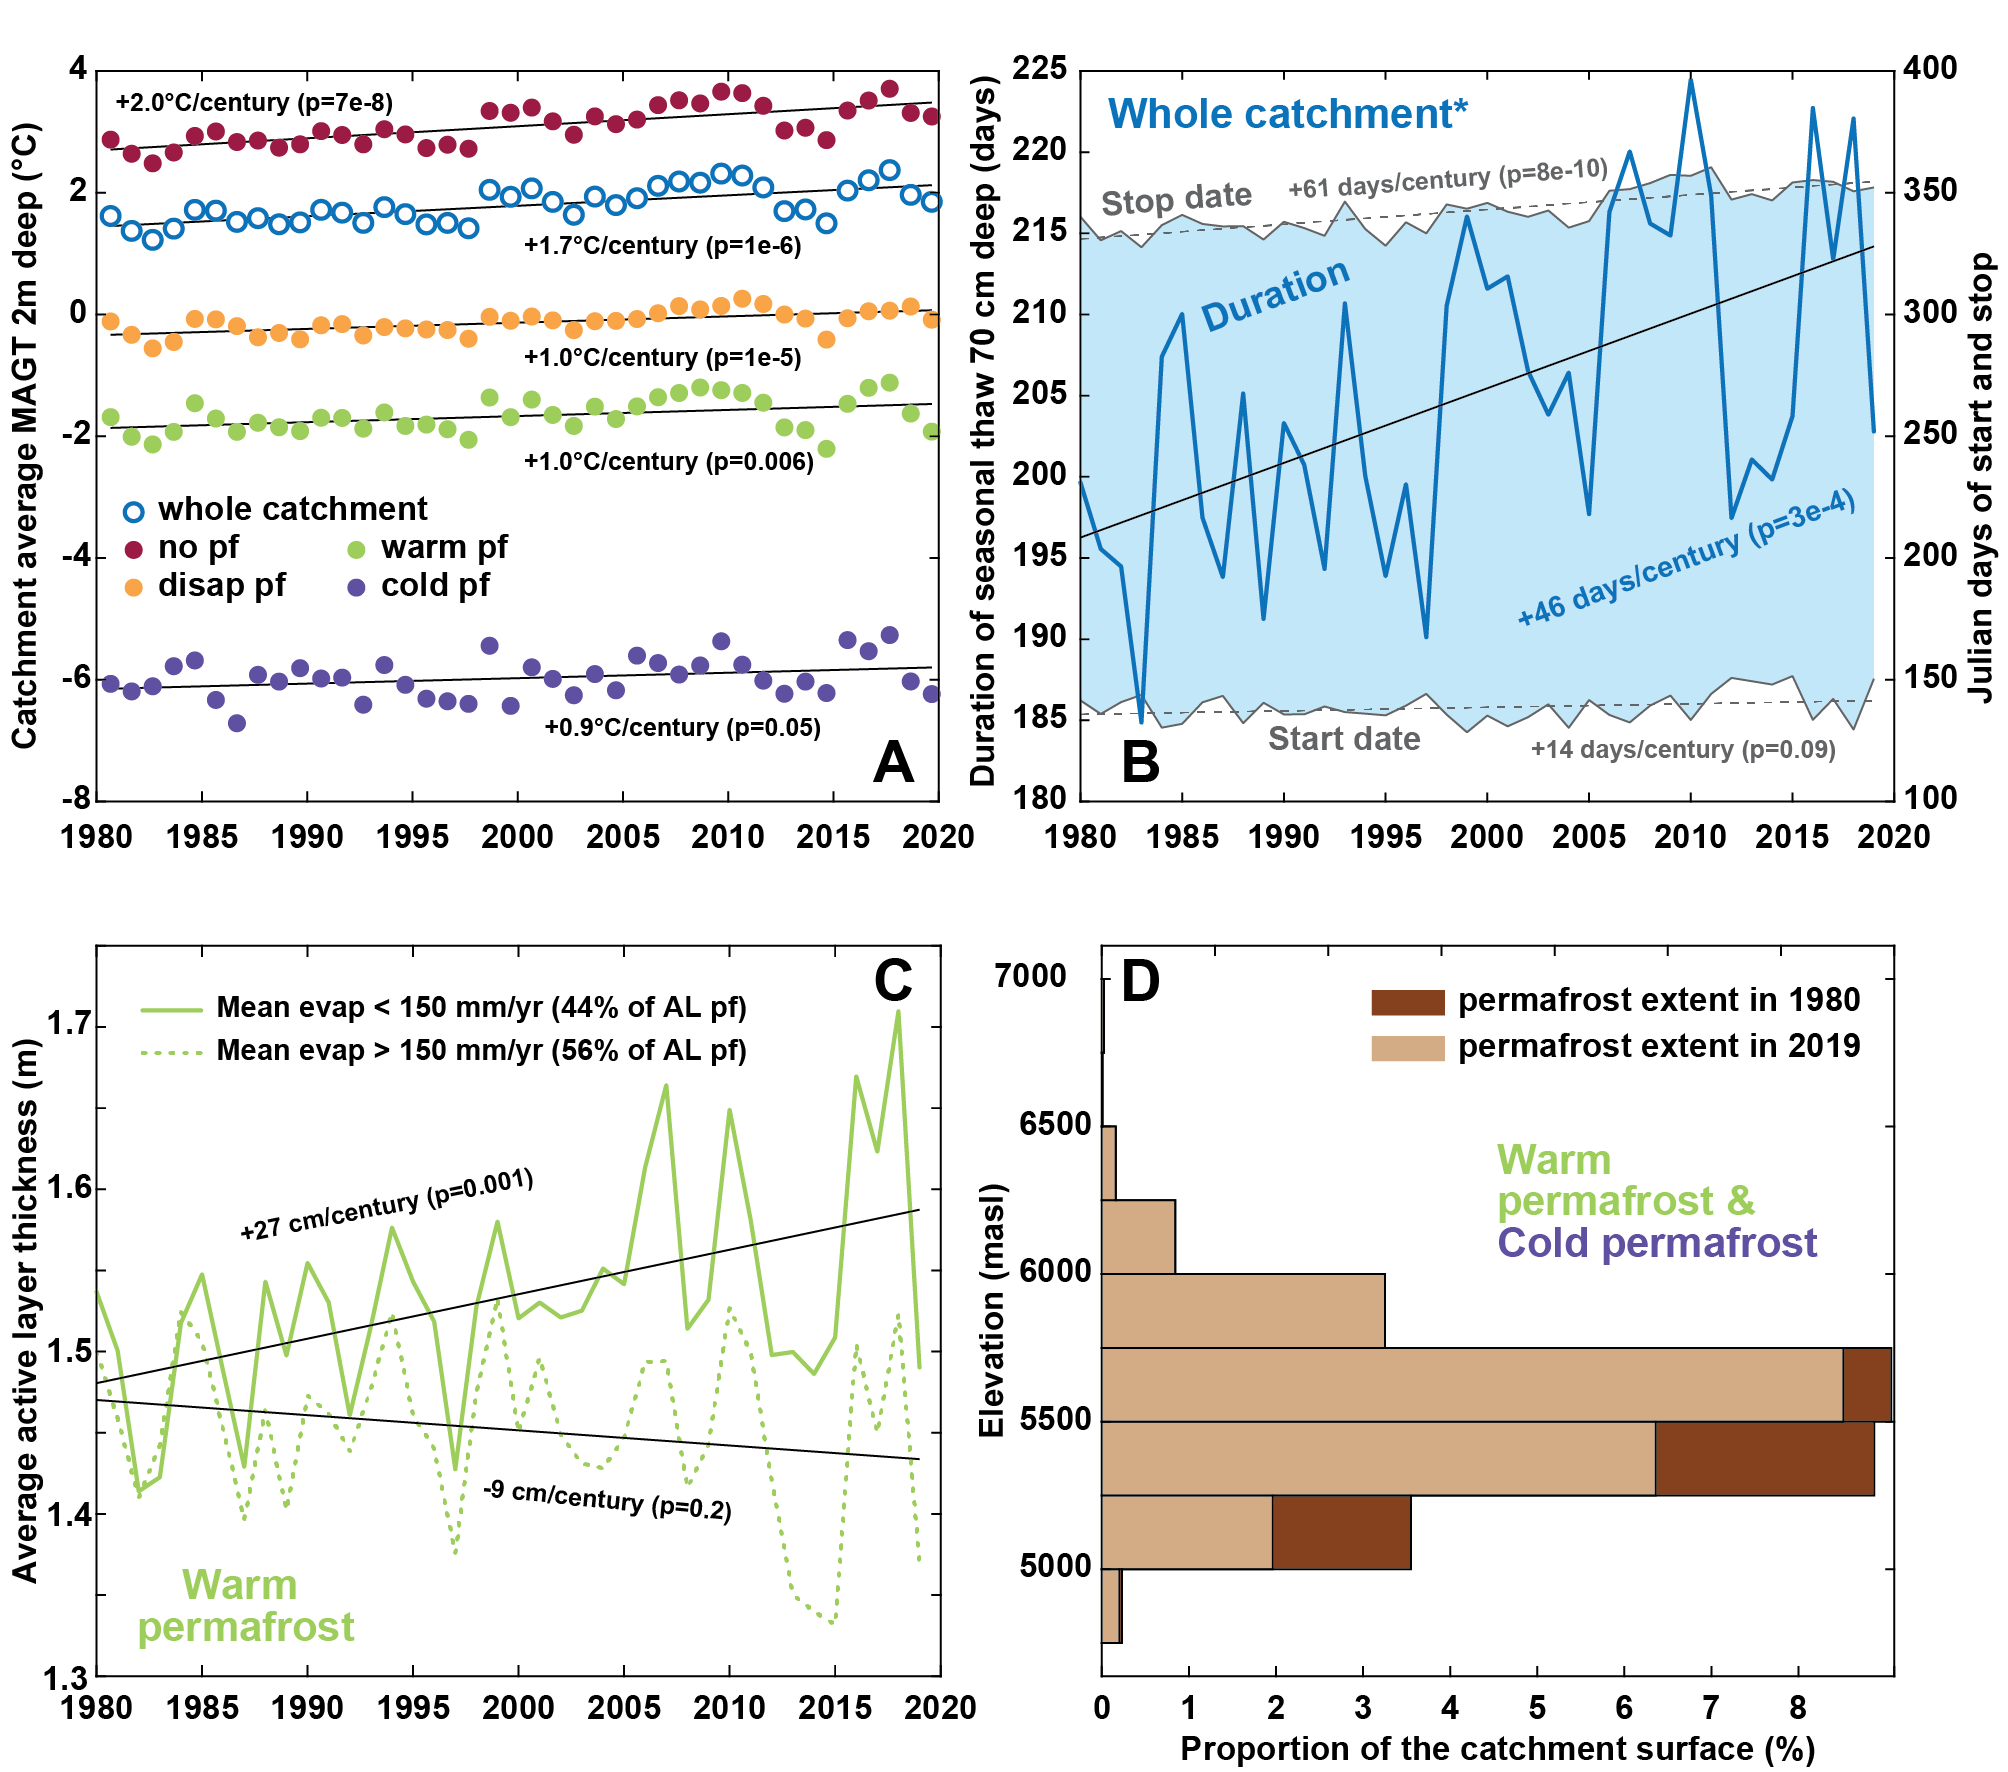 Catchment average MAGT 2m deep (°C)
4
2
0
-2
-4
-6
-8
+2.0°C/century (p=7e-8)
+1.7°C/century (p=1e-6)
+1.0°C/century (p=1e-5)
+1.0°C/century (p=0.006)
whole catchment
no pf
warm pf
disap pf
cold pf
+0.9°C/century (p=0.05)
A
1980 1985 1990 1995 2000 2005 2010 2015 2020
Duration of seasonal thaw 70 cm deep (days)
225
220
215
210
205
200
195
190
185
180
Whole catchment*
Stop date
+61 days/century (p=8e-10)
Duration
+46 days/century (p=3e-4)
Start date
+14 days/century (p=0.09)
B
400
350
300
250
200
150
100
Julian days of start and stop
1980 1985 1990 1995 2000 2005 2010 2015 2020
Average active layer thickness (m)
1.7
1.6
1.5
1.4
1.3
C
Mean evap < 150 mm/yr (44% of AL pf)
Mean evap > 150 mm/yr (56% of AL pf)
+27 cm/century (p=0.001)
-9 cm/century (p=0.2)
Warm
permafrost
1980 1985 1990 1995 2000 2005 2010 2015 2020
Elevation (masl)
7000
6500
6000
5500
5000
D
permafrost extent in 1980
permafrost extent in 2019
Warm
permafrost &
Cold permafrost
0 1 2 3 4 5 6 7 8
Proportion of the catchment surface (%)